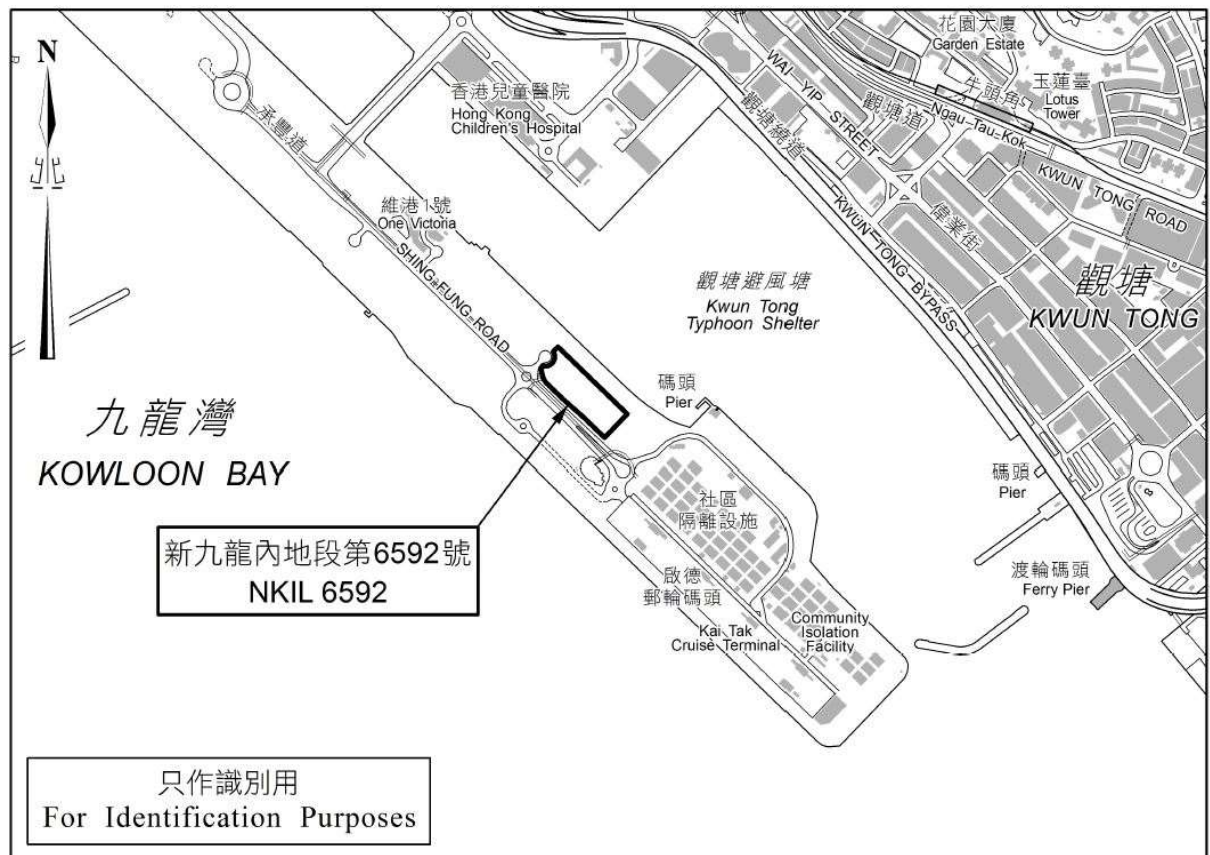 N
北
承豐道
香港兒童醫院
Hong Kong
Children's Hospital
維港1號
One Victoria
SHING FUNG ROAD
花園大廈
Garden Estate
牛頭角
Ngau Tau Kok
玉蓮臺
Lotus
Tower
WAI YIP STREET
觀塘道
KWUN TONG ROAD
觀塘繞道
KWUN TONG BYPASS
偉業街
觀塘
KWUN TONG
觀塘避風塘
Kwun Tong
Typhoon Shelter
碼頭
Pier
碼頭
Pier
渡輪碼頭
Ferry Pier
九龍灣
KOWLOON BAY
新九龍內地段第6592號
NKIL 6592
社區
隔離設施
啟德
郵輪碼頭
Kai Tak
Cruise Terminal
Community
Isolation
Facility
只作識別用
For Identification Purposes